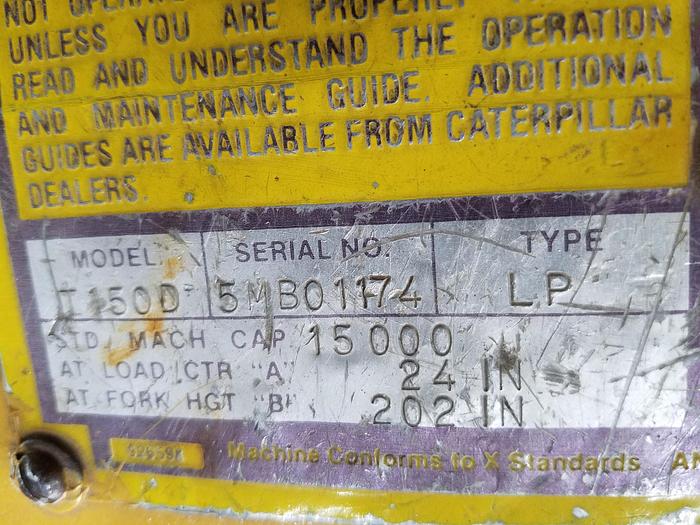 NOT OPERATE
UNLESS YOU ARE PROPERLY
READ AND UNDERSTAND THE OPERATION
AND MAINTENANCE GUIDE. ADDITIONAL
GUIDES ARE AVAILABLE FROM CATERPILLAR
DEALERS.
MODEL SERIAL NO. TYPE
T150D 5MB01174 LP
STD MACH CAP 15000
AT LOAD CTR "A" 24 IN
AT FORK HGT "B" 202 IN
Machine Conforms to X Standards